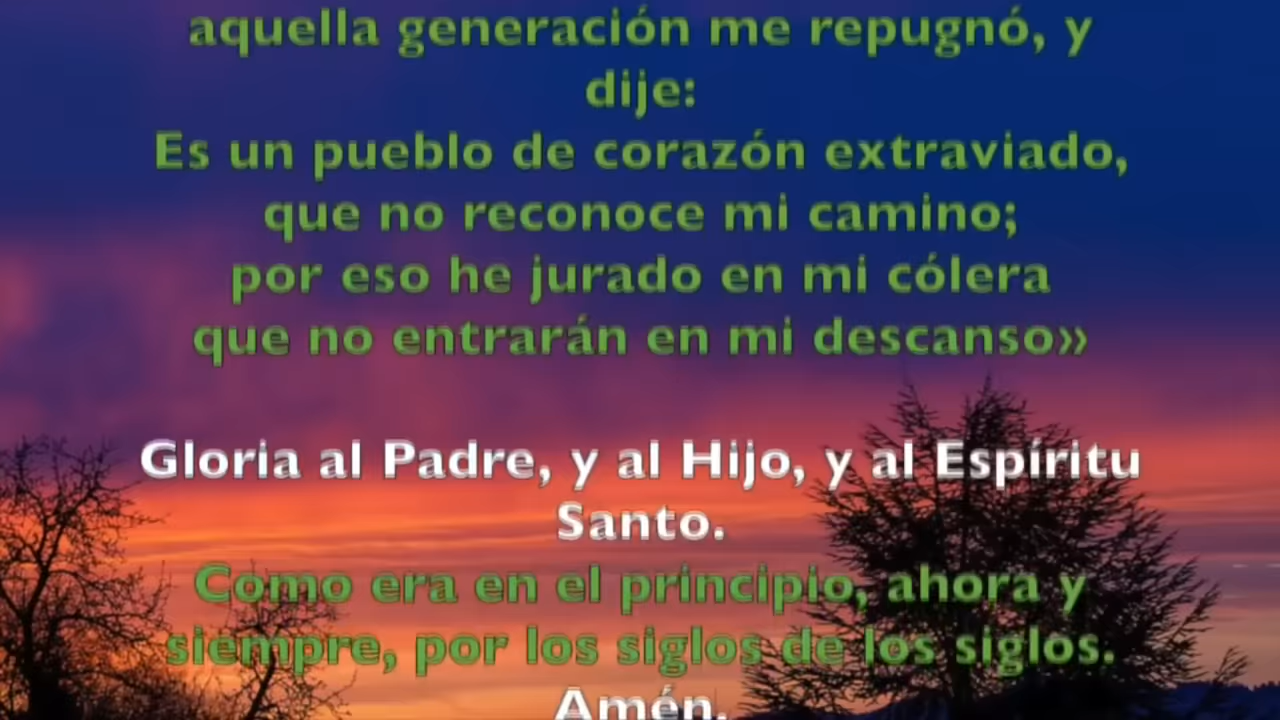 aquella generación me repugnó, y
dije:
Es un pueblo de corazón extraviado,
que no reconoce mi camino;
por eso he jurado en mi cólera
que no entrarán en mi descanso»
Gloria al Padre, y al Hijo, y al Espíritu
Santo.
Como era en el principio, ahora y
siempre, por los siglos de los siglos.
Amén.